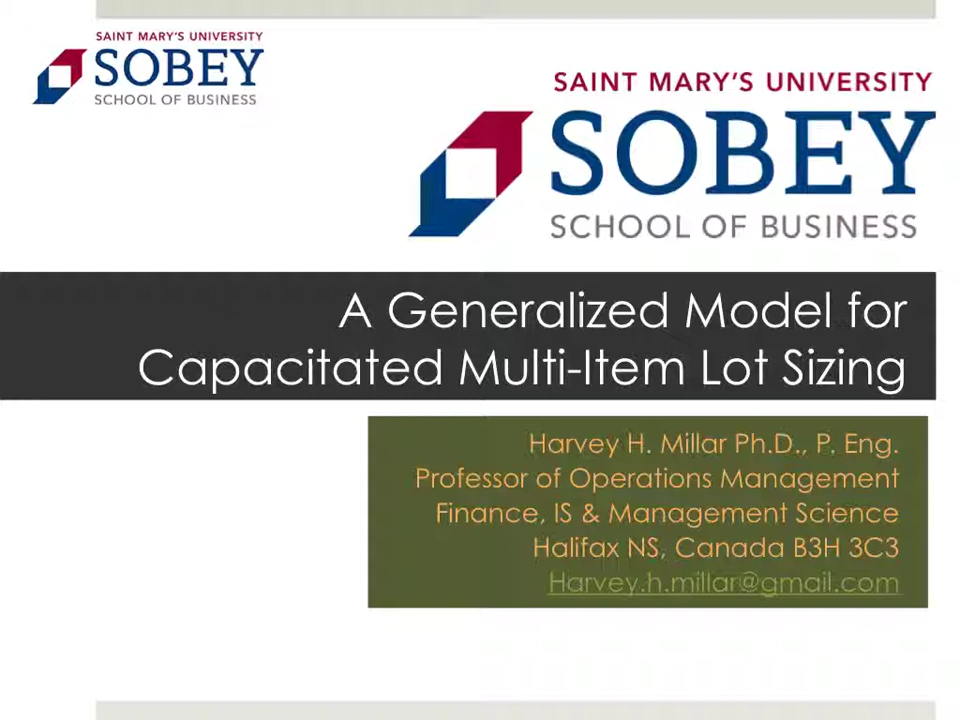 SAINT MARY'S UNIVERSITY
SOBEY
SCHOOL OF BUSINESS
SAINT MARY'S UNIVERSITY
SOBEY
SCHOOL OF BUSINESS
A Generalized Model for
Capacitated Multi-Item Lot Sizing
Harvey H. Millar Ph.D., P. Eng.
Professor of Operations Management
Finance, IS & Management Science
Halifax NS, Canada B3H 3C3
Harvey.h.millar@gmail.com